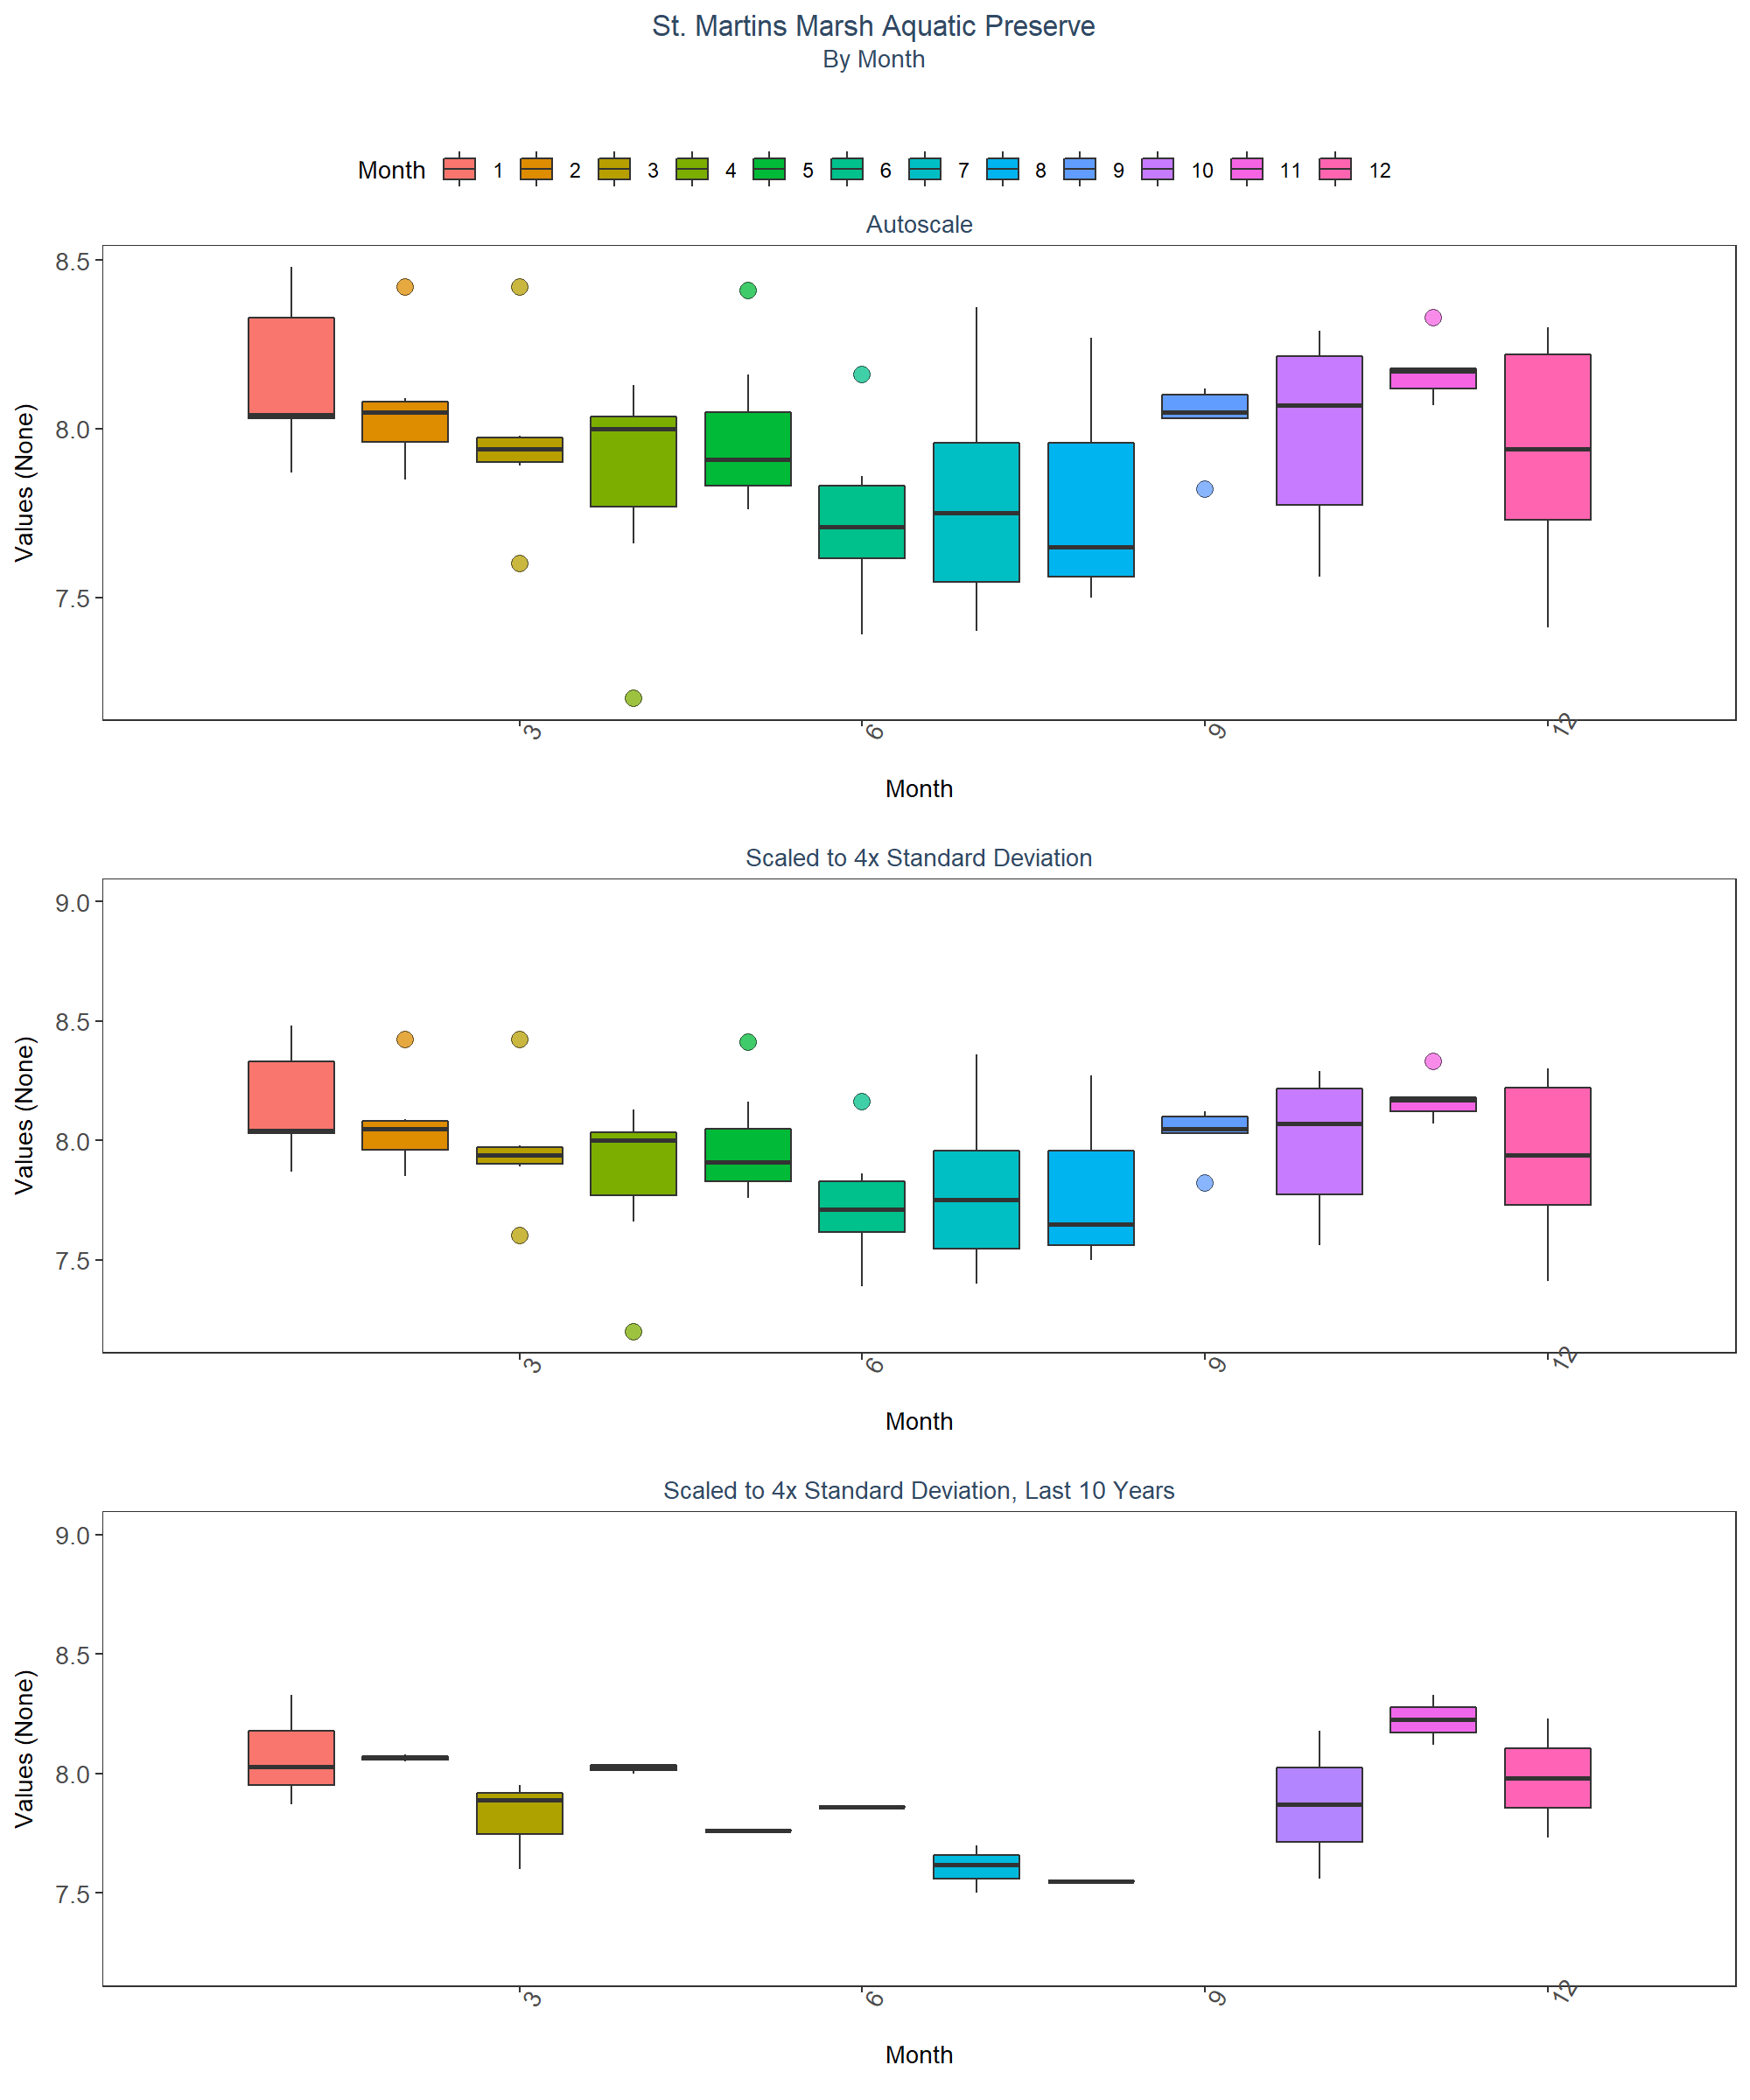 St. Martins Marsh Aquatic Preserve
By Month
Month 1 2 3 4 5 6 7 8 9 10 11 12
Autoscale
Values (None)
8.5
8.0
7.5
3 6 9 12
Month
Scaled to 4x Standard Deviation
Values (None)
9.0
8.5
8.0
7.5
3 6 9 12
Month
Scaled to 4x Standard Deviation, Last 10 Years
Values (None)
9.0
8.5
8.0
7.5
3 6 9 12
Month